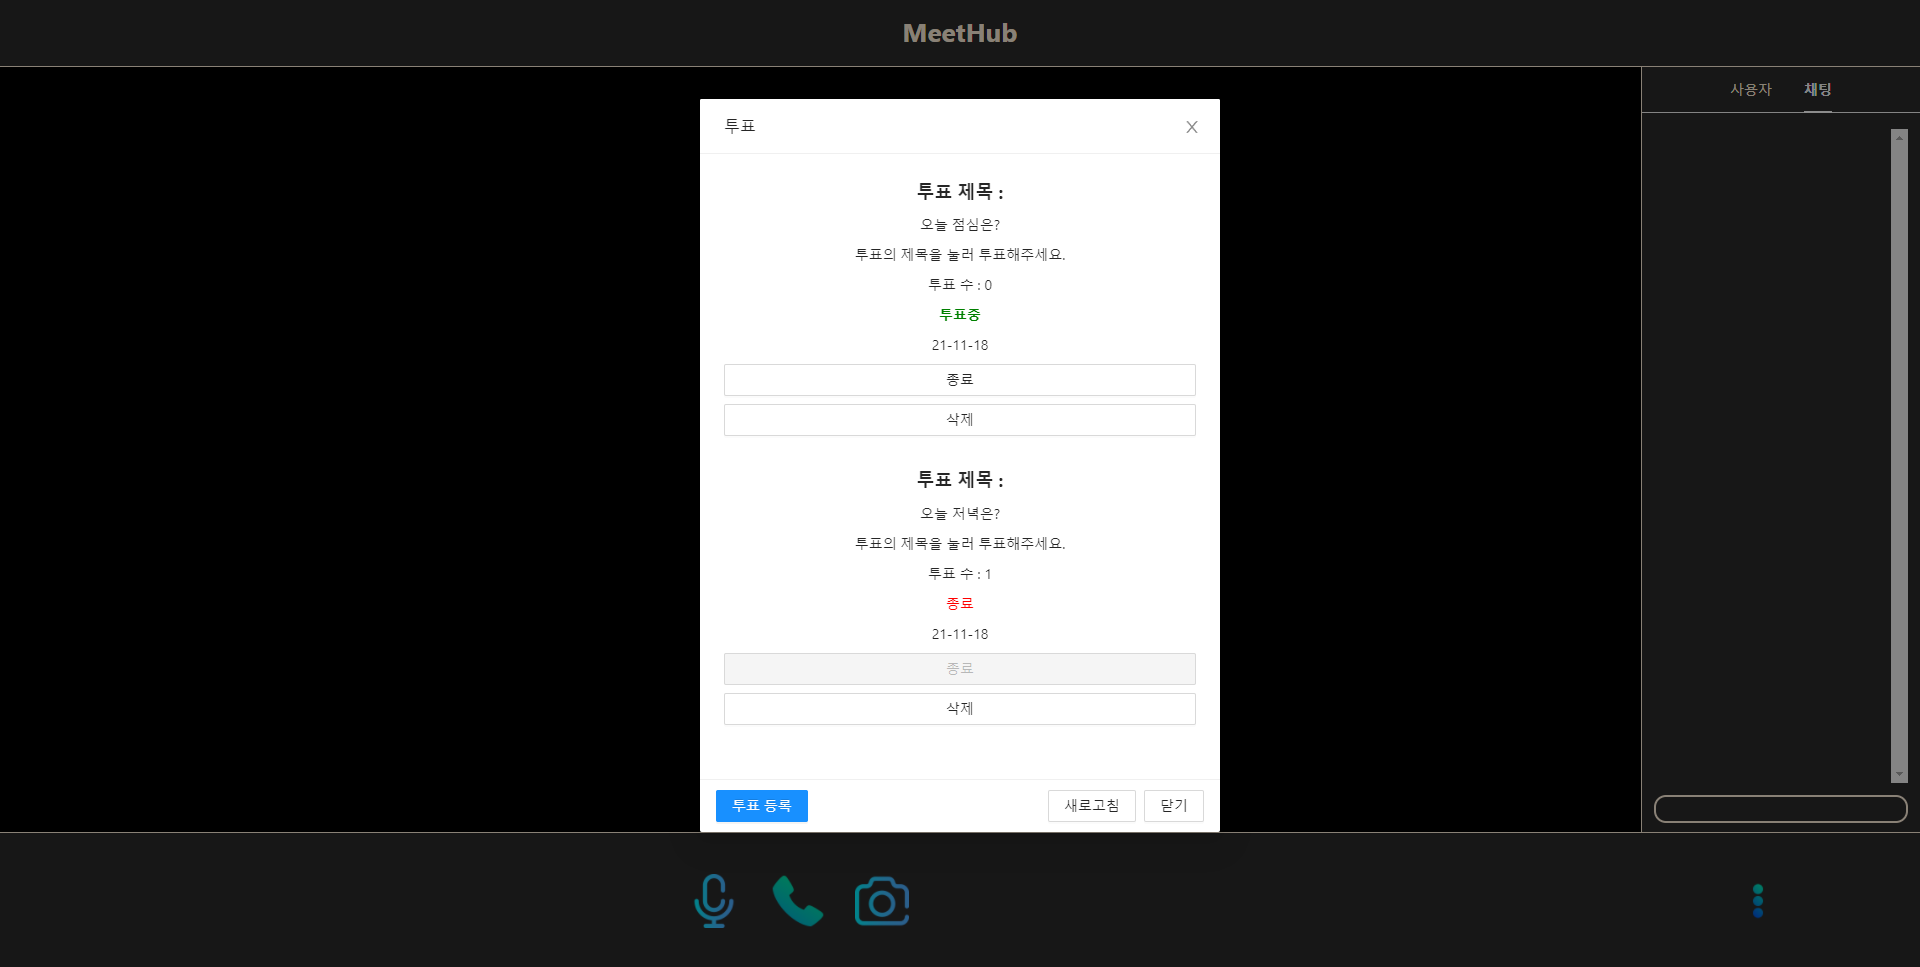 MeetHub
사용자 채팅
투표
투표 제목 :
오늘 점심은?
투표의 제목을 눌러 투표해주세요.
투표 수 : 0
투표중
21-11-18
종료
삭제
투표 제목 :
오늘 저녁은?
투표의 제목을 눌러 투표해주세요.
투표 수 : 1
종료
21-11-18
종료
삭제
투표 등록 새로고침 닫기